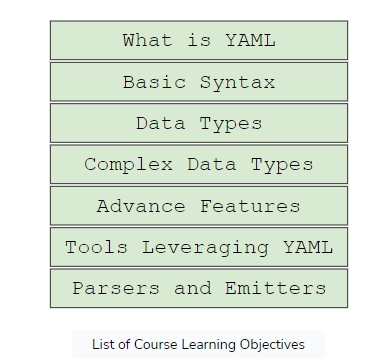 What is YAML
Basic Syntax
Data Types
Complex Data Types
Advance Features
Tools Leveraging YAML
Parsers and Emitters
List of Course Learning Objectives